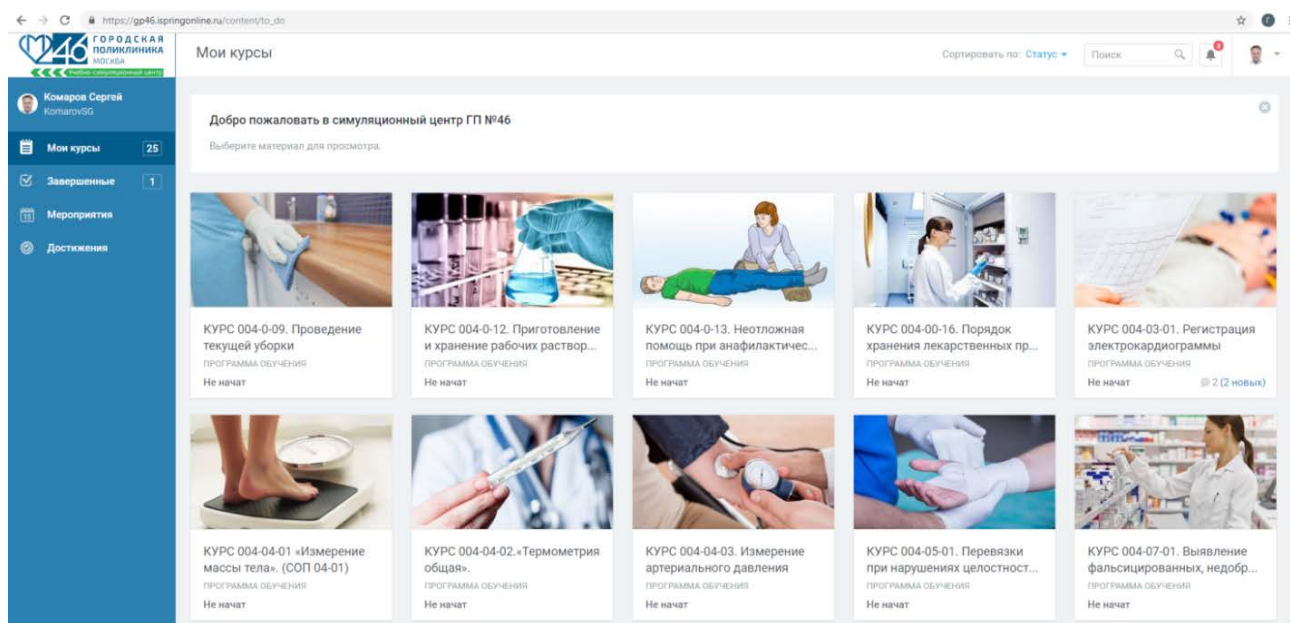 https://gp46.ispringonline.ru/content/to_do
46 ГОРОДСКАЯ
ПОЛИКЛИНИКА
МОСКВА
Учебно-симуляционный центр
Мои курсы
Сортировать по: Статус
Поиск
3
Комаров Сергей
KomarovSG
Мои курсы 25
Завершенные 1
Мероприятия
Достижения
Добро пожаловать в симуляционный центр ГП №46
Выберите материал для просмотра.
КУРС 004-0-09. Проведение
текущей уборки
ПРОГРАММА ОБУЧЕНИЯ
Не начат
КУРС 004-0-12. Приготовление
и хранение рабочих раствор...
ПРОГРАММА ОБУЧЕНИЯ
Не начат
КУРС 004-0-13. Неотложная
помощь при анафилактичес...
ПРОГРАММА ОБУЧЕНИЯ
Не начат
КУРС 004-00-16. Порядок
хранения лекарственных пр...
ПРОГРАММА ОБУЧЕНИЯ
Не начат
КУРС 004-03-01. Регистрация
электрокардиограммы
ПРОГРАММА ОБУЧЕНИЯ
Не начат 2 (2 новых)
КУРС 004-04-01 «Измерение
массы тела». (СОП 04-01)
ПРОГРАММА ОБУЧЕНИЯ
Не начат
КУРС 004-04-02.«Термометрия
общая».
ПРОГРАММА ОБУЧЕНИЯ
Не начат
КУРС 004-04-03. Измерение
артериального давления
ПРОГРАММА ОБУЧЕНИЯ
Не начат
КУРС 004-05-01. Перевязки
при нарушениях целостност...
ПРОГРАММА ОБУЧЕНИЯ
Не начат
КУРС 004-07-01. Выявление
фальсицированных, недобр...
ПРОГРАММА ОБУЧЕНИЯ
Не начат